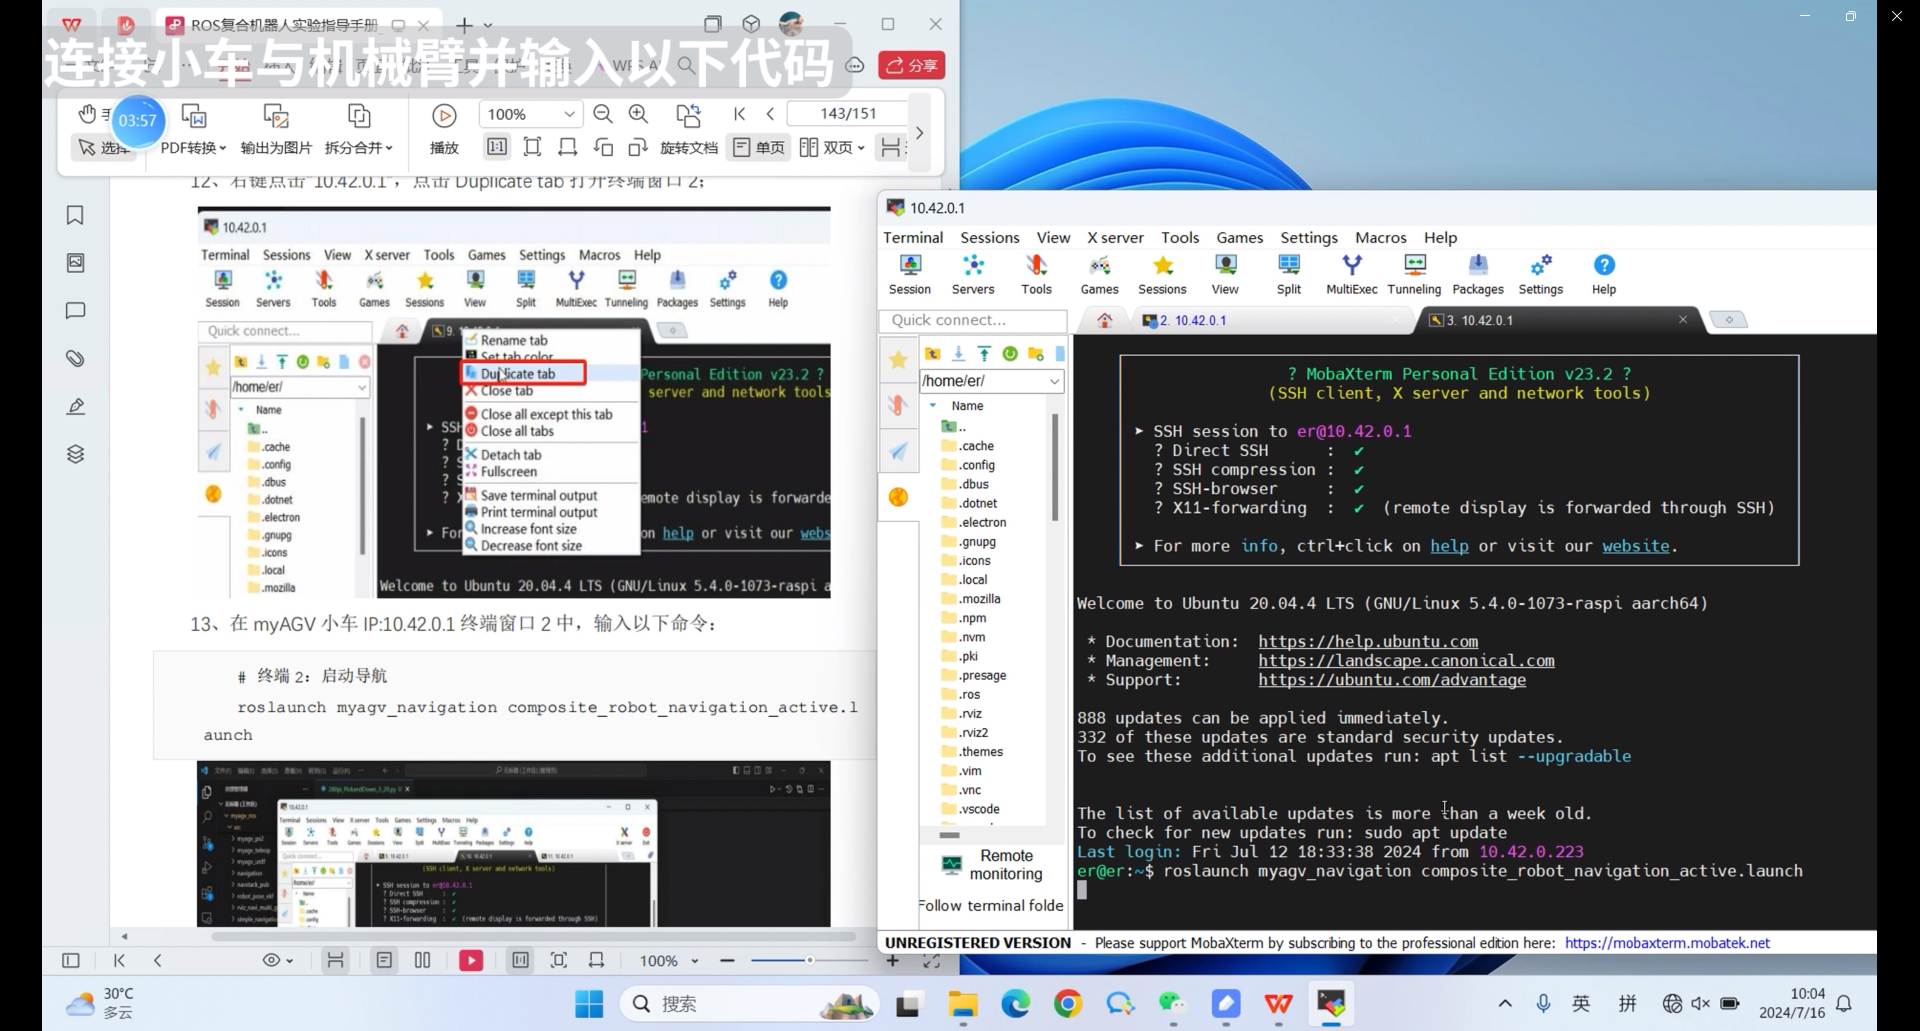 ROS复合机器人实验指导手册
连接小车与机械臂并输入以下代码
分享
03:57
100%
143/151
选择
PDF转换
输出为图片
拆分合并
播放
旋转文档
单页
双页
12、右键点击"10.42.0.1"，点击 Duplicate tab 打开终端窗口 2;
10.42.0.1
Terminal Sessions View X server Tools Games Settings Macros Help
Session Servers Tools Games Sessions View Split MultiExec Tunneling Packages Settings Help
Quick connect...
9.
Rename tab
Set tab color
Duplicate tab
Close tab
Close all except this tab
Close all tabs
Detach tab
Fullscreen
Save terminal output
Print terminal output
Increase font size
Decrease font size
/home/er/
Name
..
.cache
.config
.dbus
.dotnet
.electron
.gnupg
.icons
.local
.mozilla
Personal Edition v23.2 ?
server and network tools
emote display is forwarde
on help or visit our webs
Welcome to Ubuntu 20.04.4 LTS (GNU/Linux 5.4.0-1073-raspi a
13、在 myAGV 小车 IP:10.42.0.1 终端窗口 2 中，输入以下命令：
# 终端 2: 启动导航
roslaunch myagv_navigation composite_robot_navigation_active.l
aunch
100%
10.42.0.1
Terminal Sessions View X server Tools Games Settings Macros Help
Session Servers Tools Games Sessions View Split MultiExec Tunneling Packages Settings Help
Quick connect...
2. 10.42.0.1
3. 10.42.0.1
/home/er/
Name
..
.cache
.config
.dbus
.dotnet
.electron
.gnupg
.icons
.local
.mozilla
.npm
.nvm
.pki
.presage
.ros
.rviz
.rviz2
.themes
.vim
.vnc
.vscode
Remote
monitoring
Follow terminal folde
? MobaXterm Personal Edition v23.2 ?
(SSH client, X server and network tools)
➤ SSH session to er@10.42.0.1
? Direct SSH : ✔
? SSH compression : ✔
? SSH-browser : ✔
? X11-forwarding : ✔ (remote display is forwarded through SSH)
➤ For more info, ctrl+click on help or visit our website.
Welcome to Ubuntu 20.04.4 LTS (GNU/Linux 5.4.0-1073-raspi aarch64)
* Documentation: https://help.ubuntu.com
* Management: https://landscape.canonical.com
* Support: https://ubuntu.com/advantage
888 updates can be applied immediately.
332 of these updates are standard security updates.
To see these additional updates run: apt list --upgradable
The list of available updates is more than a week old.
To check for new updates run: sudo apt update
Last login: Fri Jul 12 18:33:38 2024 from 10.42.0.223
er@er:~$ roslaunch myagv_navigation composite_robot_navigation_active.launch
UNREGISTERED VERSION - Please support MobaXterm by subscribing to the professional edition here: https://mobaxterm.mobatek.net
30°C
多云
搜索
英
拼
10:04
2024/7/16